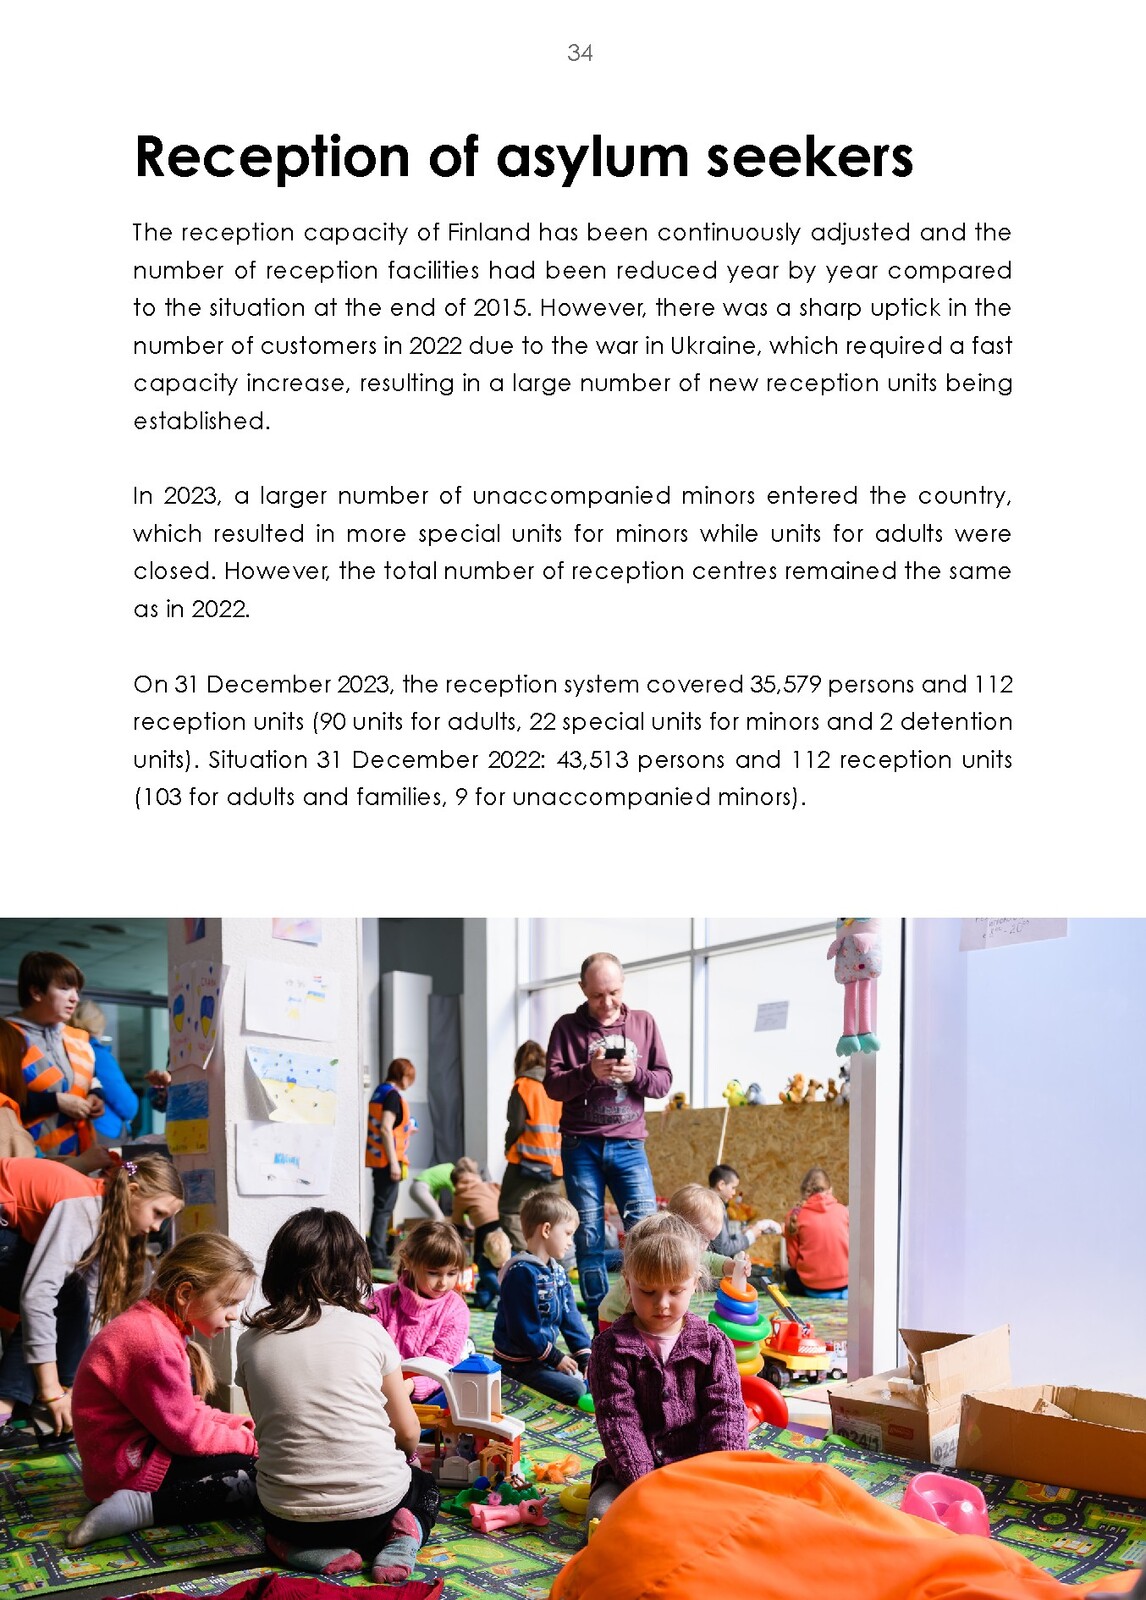 34
Reception of asylum seekers
The reception capacity of Finland has been continuously adjusted and the
number of reception facilities had been reduced year by year compared
to the situation at the end of 2015. However, there was a sharp uptick in the
number of customers in 2022 due to the war in Ukraine, which required a fast
capacity increase, resulting in a large number of new reception units being
established.
In 2023, a larger number of unaccompanied minors entered the country,
which resulted in more special units for minors while units for adults were
closed. However, the total number of reception centres remained the same
as in 2022.
On 31 December 2023, the reception system covered 35,579 persons and 112
reception units (90 units for adults, 22 special units for minors and 2 detention
units). Situation 31 December 2022: 43,513 persons and 112 reception units
(103 for adults and families, 9 for unaccompanied minors).